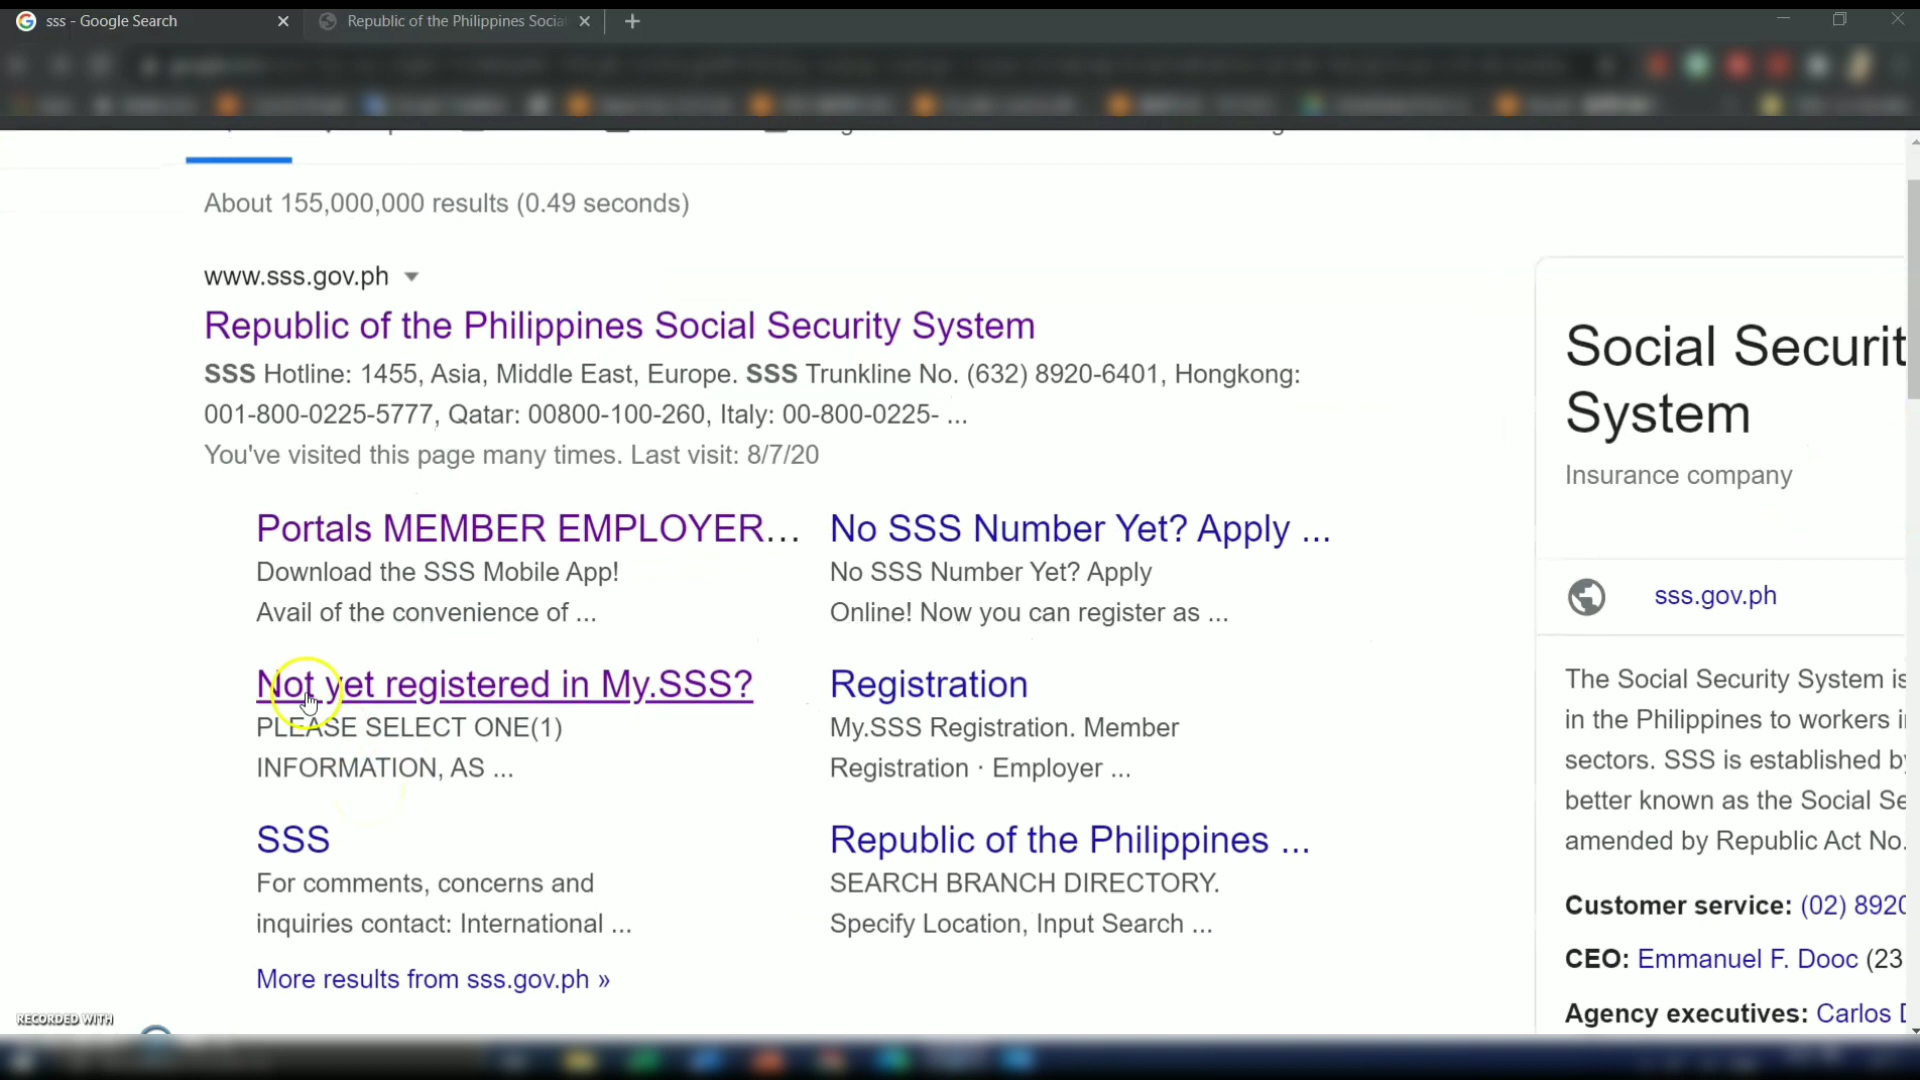 sss - Google Search
Republic of the Philippines Socia
About 155,000,000 results (0.49 seconds)
www.sss.gov.ph
Republic of the Philippines Social Security System
SSS Hotline: 1455, Asia, Middle East, Europe. SSS Trunkline No. (632) 8920-6401, Hongkong:
001-800-0225-5777, Qatar: 00800-100-260, Italy: 00-800-0225- ...
You've visited this page many times. Last visit: 8/7/20
Portals MEMBER EMPLOYER...
Download the SSS Mobile App!
Avail of the convenience of ...
No SSS Number Yet? Apply ...
No SSS Number Yet? Apply
Online! Now you can register as ...
Not yet registered in My.SSS?
PLEASE SELECT ONE(1)
INFORMATION, AS ...
Registration
My.SSS Registration. Member
Registration · Employer ...
SSS
For comments, concerns and
inquiries contact: International ...
Republic of the Philippines ...
SEARCH BRANCH DIRECTORY.
Specify Location, Input Search ...
More results from sss.gov.ph »
Social Securit
System
Insurance company
sss.gov.ph
The Social Security System is
in the Philippines to workers i
sectors. SSS is established by
better known as the Social Se
amended by Republic Act No.
Customer service: (02) 8920
CEO: Emmanuel F. Dooc (23
Agency executives: Carlos D
RECORDED WITH